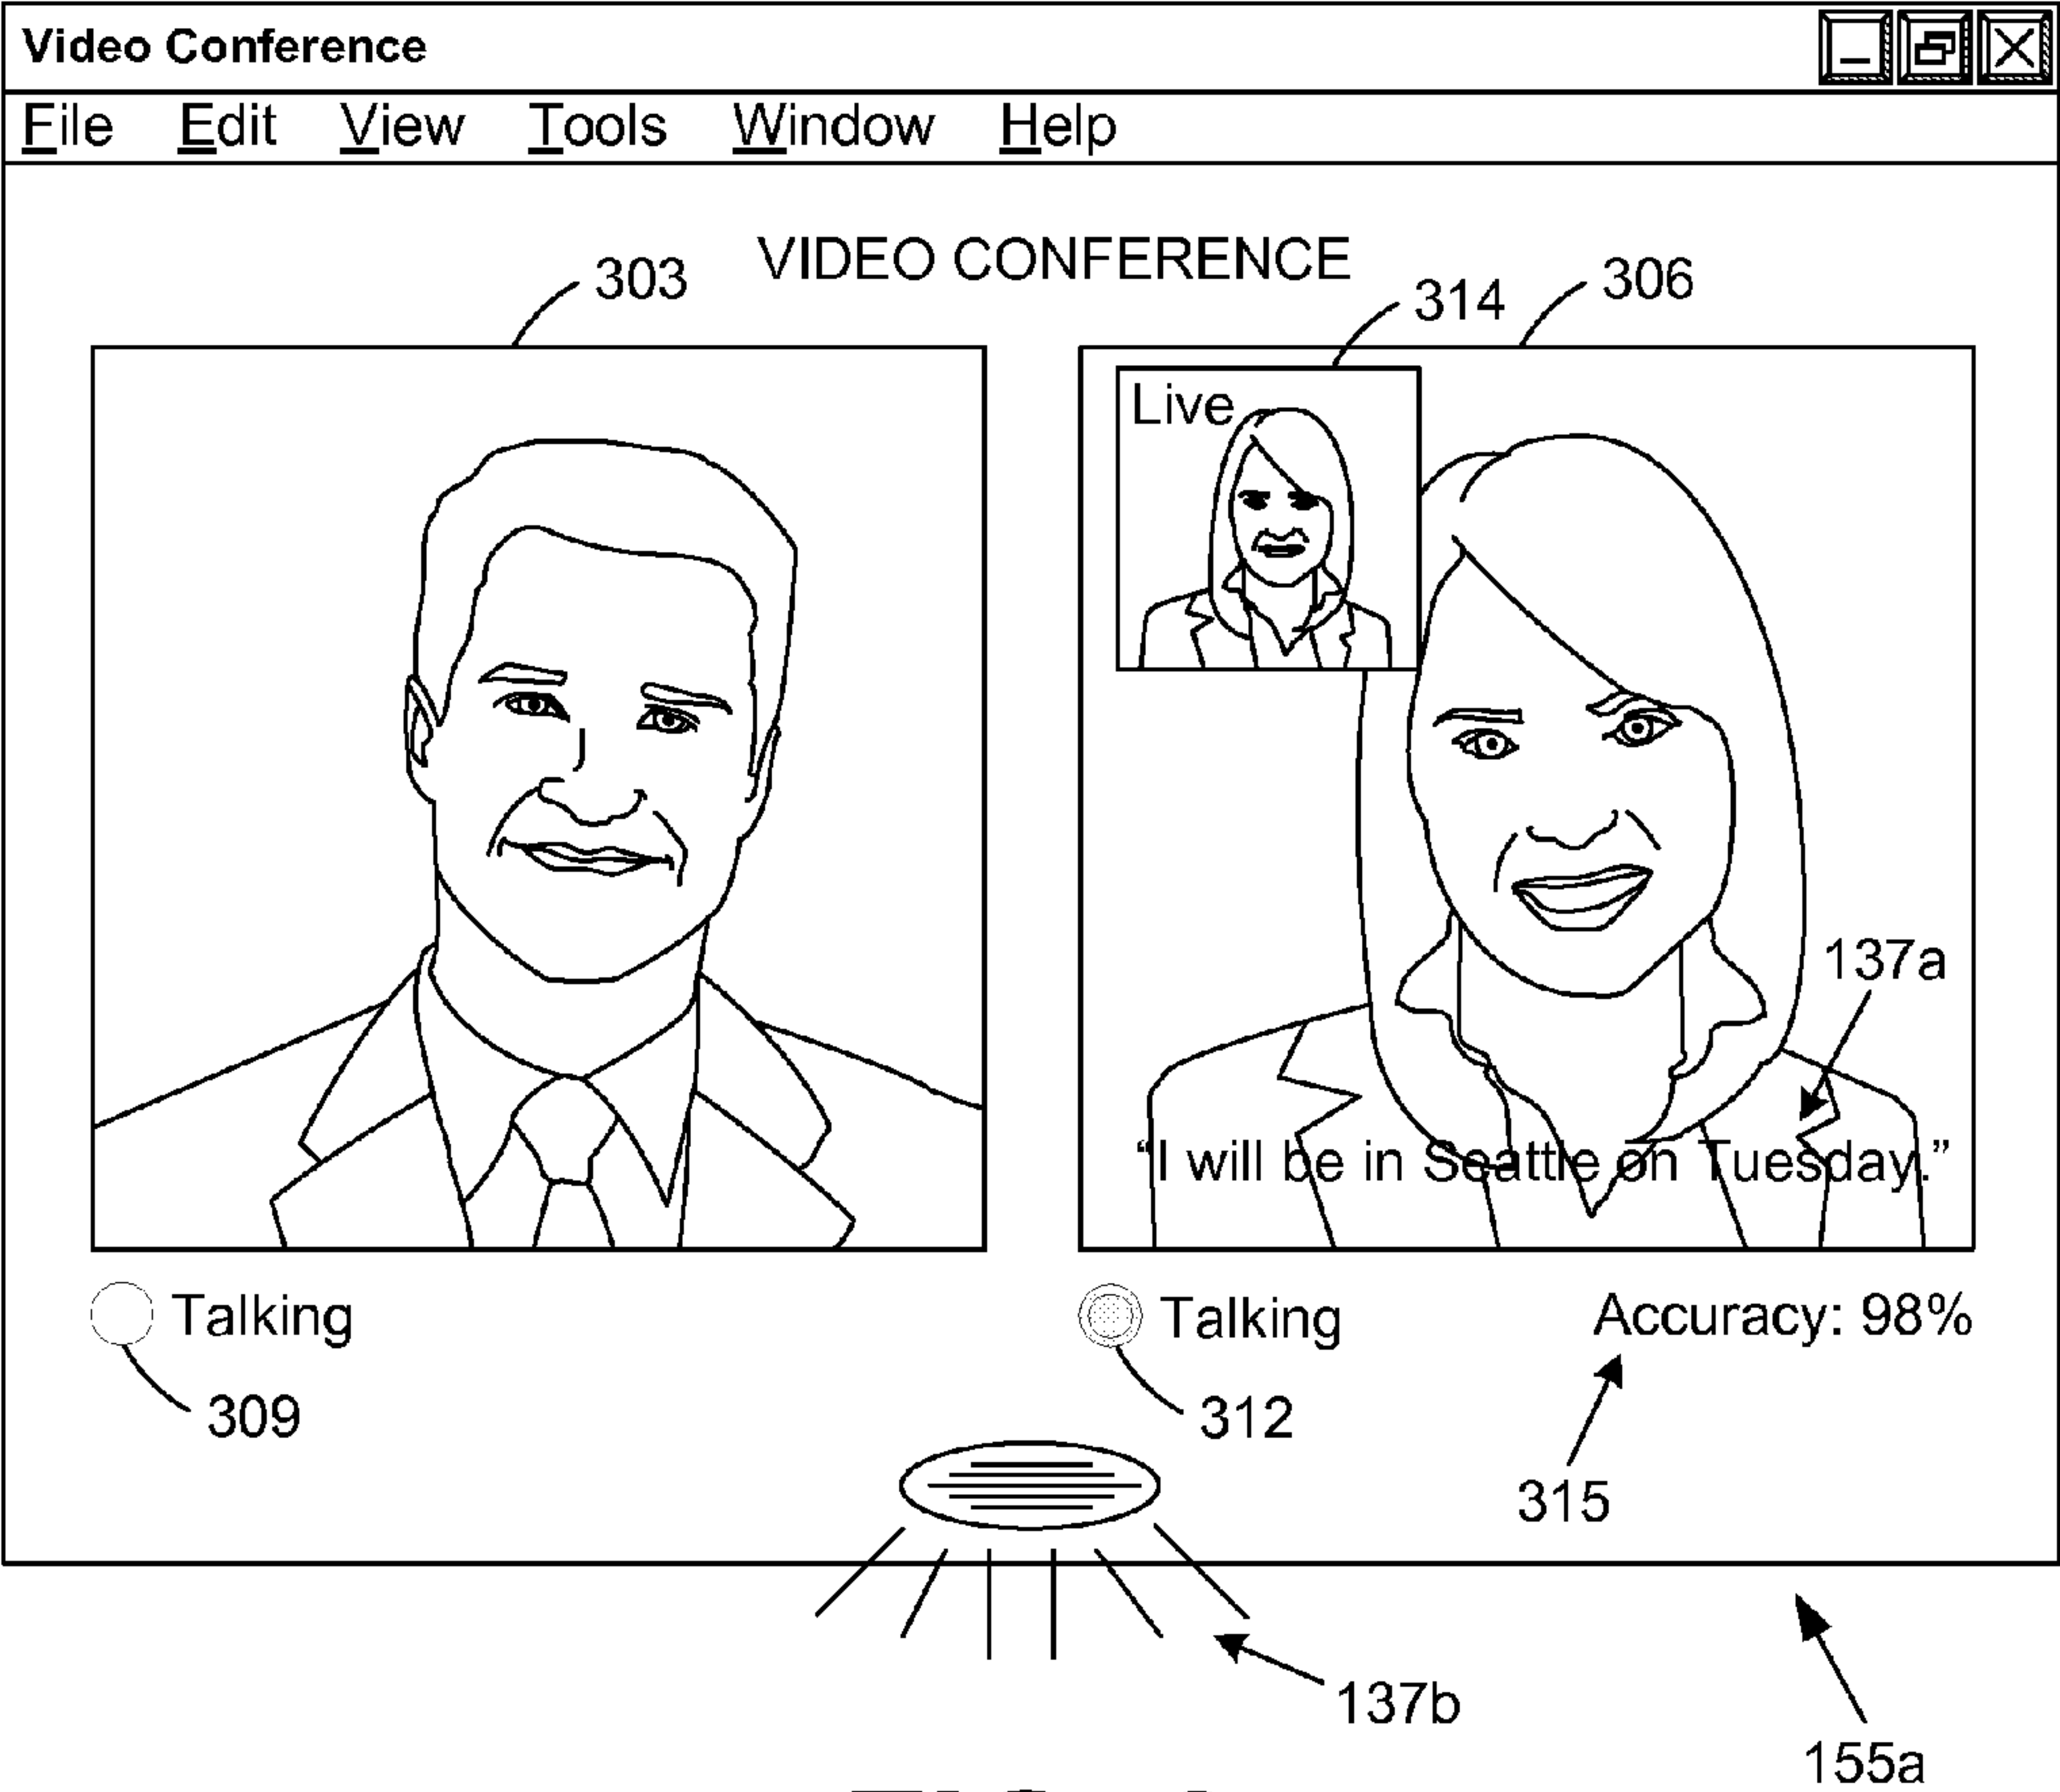 Video Conference
File Edit View Tools Window Help
VIDEO CONFERENCE
303
314
306
Live
137a
“I will be in Seattle on Tuesday.”
Talking
Talking
Accuracy: 98%
309
312
315
137b
155a